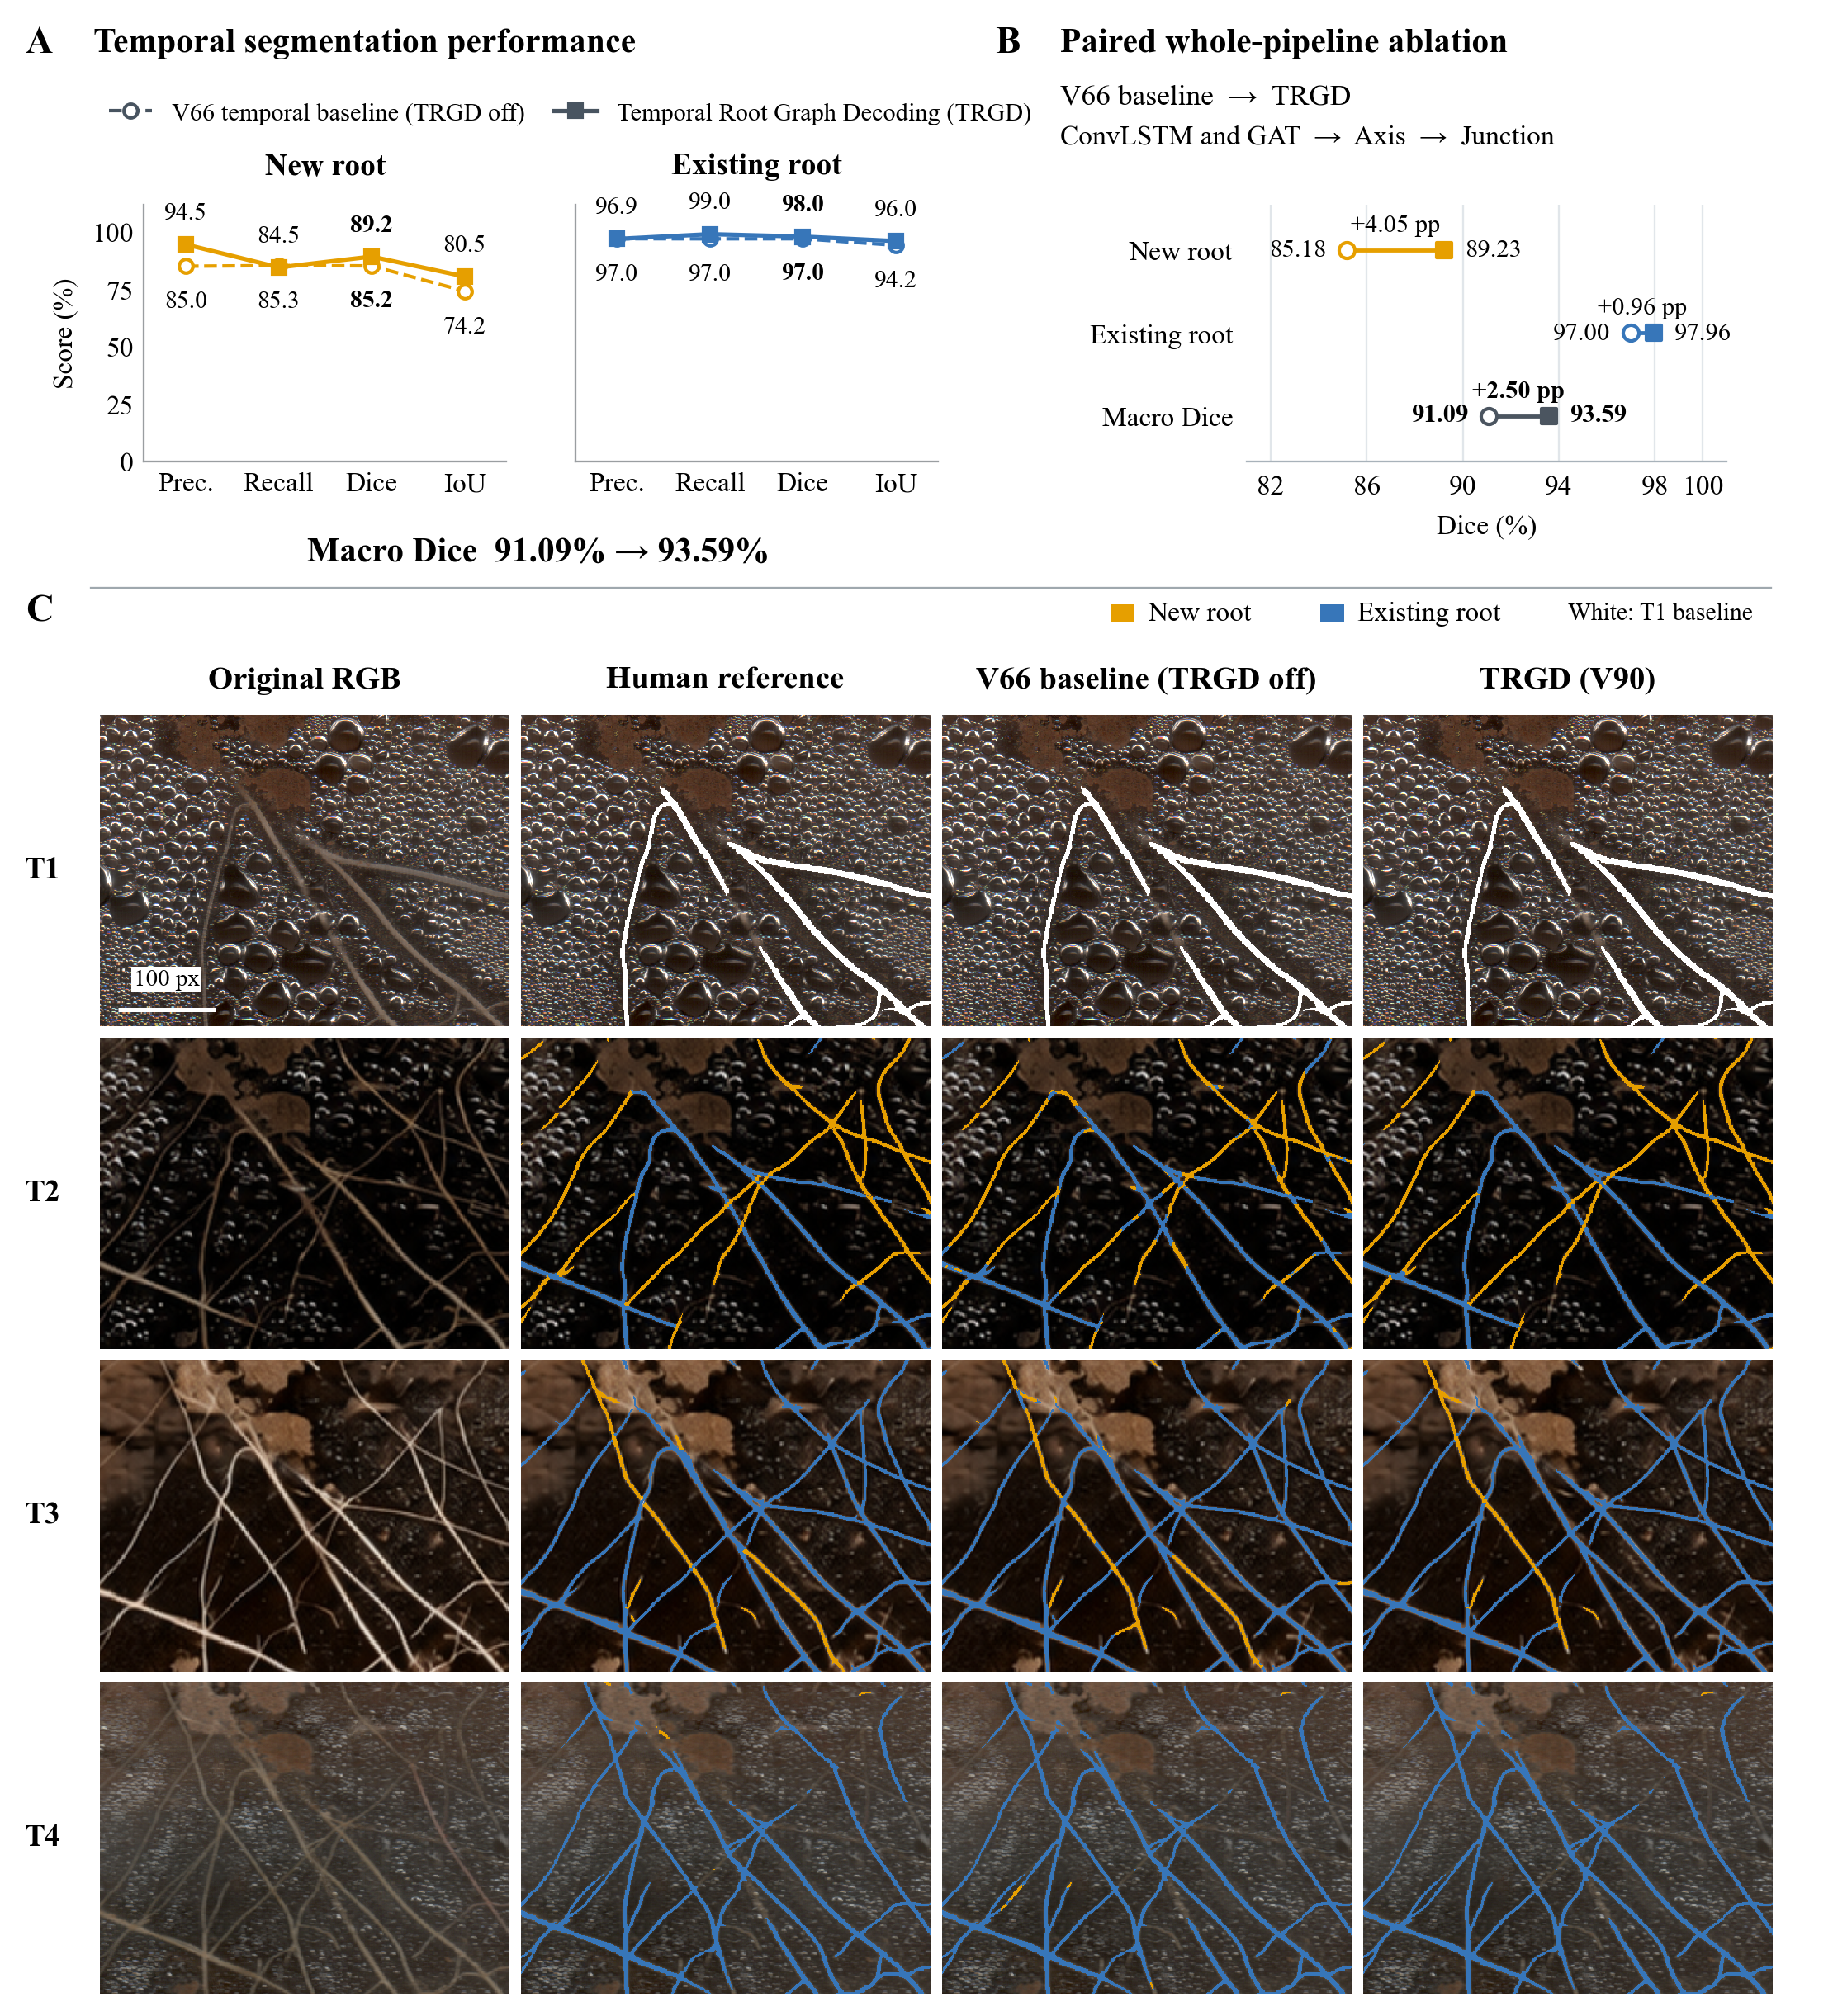 A Temporal segmentation performance
V66 temporal baseline (TRGD off) Temporal Root Graph Decoding (TRGD)
New root Existing root
94.5 84.5 89.2 80.5
85.0 85.3 85.2 74.2
96.9 99.0 98.0 96.0
97.0 97.0 97.0 94.2
Score (%)
100
75
50
25
0
Prec. Recall Dice IoU
Prec. Recall Dice IoU
Macro Dice 91.09% → 93.59%
B Paired whole-pipeline ablation
V66 baseline → TRGD
ConvLSTM and GAT → Axis → Junction
+4.05 pp
New root 85.18 89.23
+0.96 pp
Existing root 97.00 97.96
+2.50 pp
Macro Dice 91.09 93.59
82 86 90 94 98 100
Dice (%)
C
New root Existing root White: T1 baseline
Original RGB Human reference V66 baseline (TRGD off) TRGD (V90)
T1
100 px
T2
T3
T4